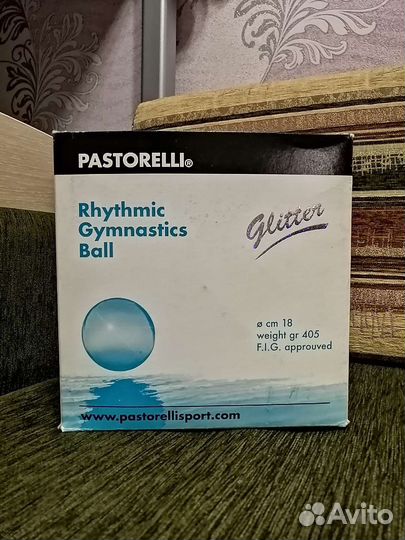 PASTORELLI®
Rhythmic
Gymnastics
Ball
Glitter
ø cm 18
weight gr 405
F.I.G. approuved
www.pastorellisport.com
Avito